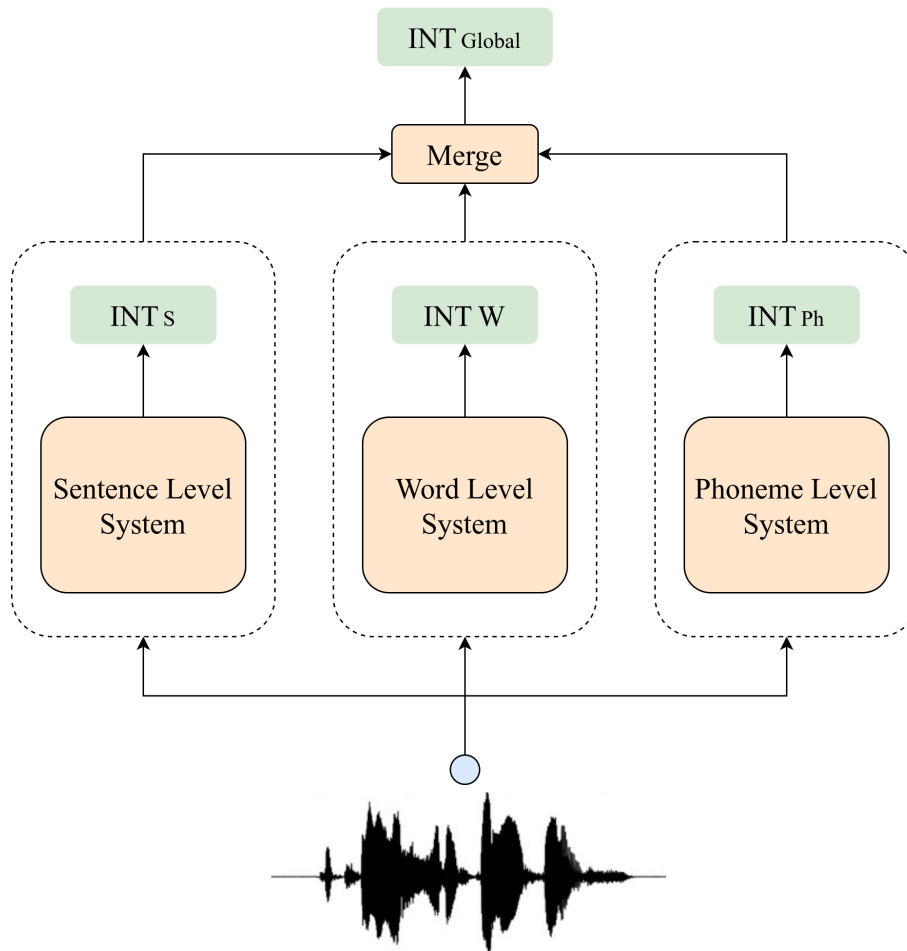 INT Global
Merge
INT S
INT W
INT Ph
Sentence Level
System
Word Level
System
Phoneme Level
System